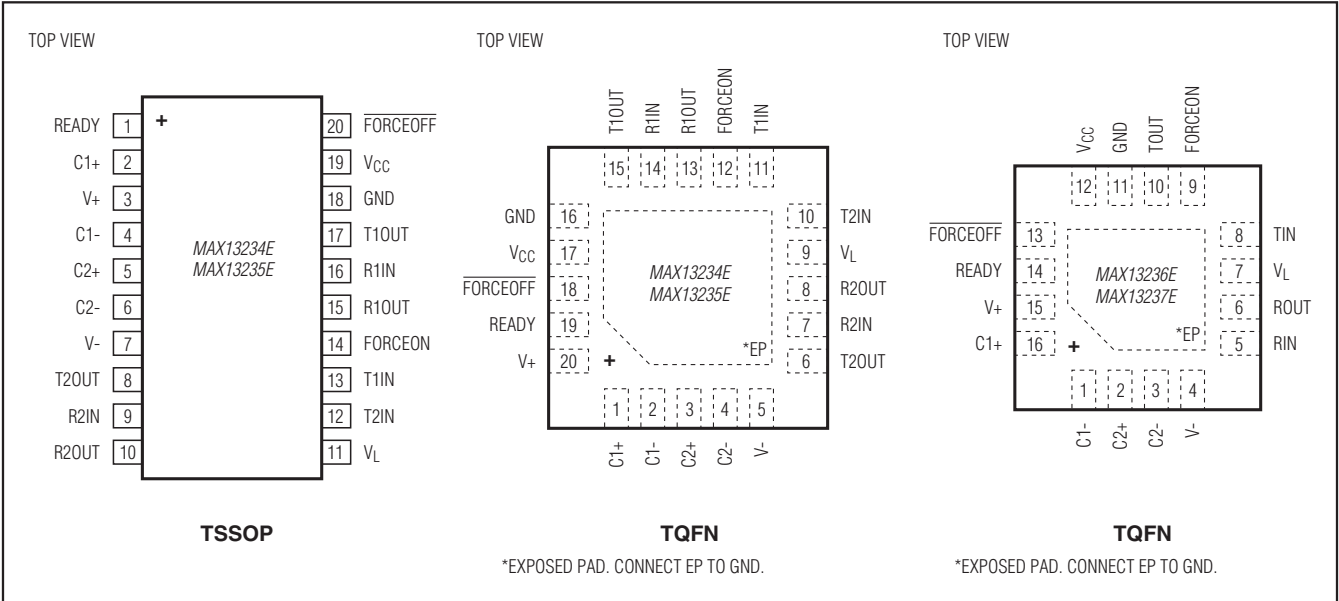 TOP VIEW
READY 1 + 20 FORCEOFF
C1+ 2 19 VCC
V+ 3 18 GND
C1- 4 17 T1OUT
MAX13234E
MAX13235E
C2+ 5 16 R1IN
C2- 6 15 R1OUT
V- 7 14 FORCEON
T2OUT 8 13 T1IN
R2IN 9 12 T2IN
R2OUT 10 11 VL
TSSOP
TOP VIEW
T1OUT R1IN R1OUT FORCEON T1IN
15 14 13 12 11
GND 16 10 T2IN
VCC 17 9 VL
MAX13234E
MAX13235E
FORCEOFF 18 8 R2OUT
READY 19 7 R2IN
*EP
V+ 20 + 6 T2OUT
1 2 3 4 5
C1+ C1- C2+ C2- V-
TQFN
*EXPOSED PAD. CONNECT EP TO GND.
TOP VIEW
VCC GND TOUT FORCEON
12 11 10 9
FORCEOFF 13 8 TIN
READY 14 7 VL
MAX13236E
MAX13237E
V+ 15 6 ROUT
*EP
C1+ 16 + 5 RIN
1 2 3 4
C1- C2+ C2- V-
TQFN
*EXPOSED PAD. CONNECT EP TO GND.